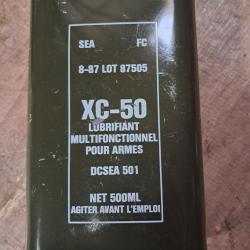 SEA FC
8-87 LOT 87505
XC-50
LUBRIFIANT
MULTIFONCTIONNEL
POUR ARMES
DCSEA 501
NET 500ML
AGITER AVANT L'EMPLOI